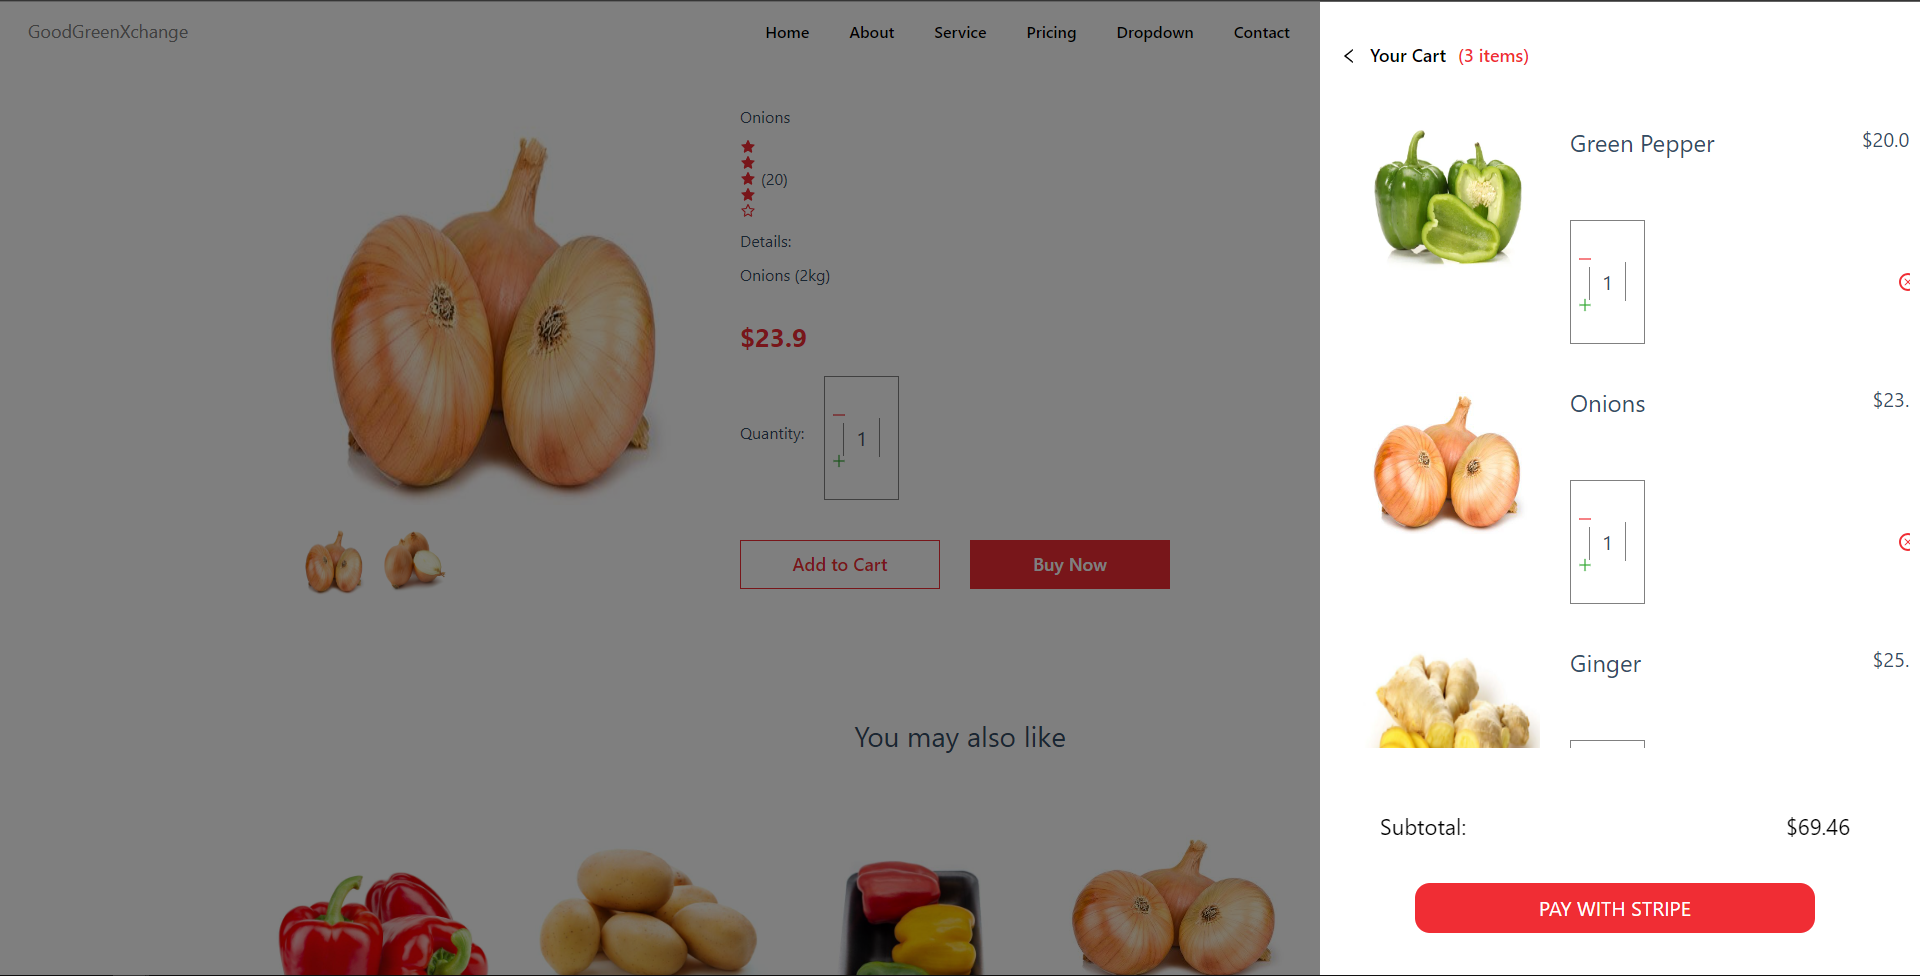 GoodGreenXchange
Home About Service Pricing Dropdown Contact
Onions
(20)
Details:
Onions (2kg)
$23.9
Quantity: 1
Add to Cart Buy Now
You may also like
Your Cart (3 items)
Green Pepper $20.0
1
Onions $23.
1
Ginger $25.
Subtotal: $69.46
PAY WITH STRIPE